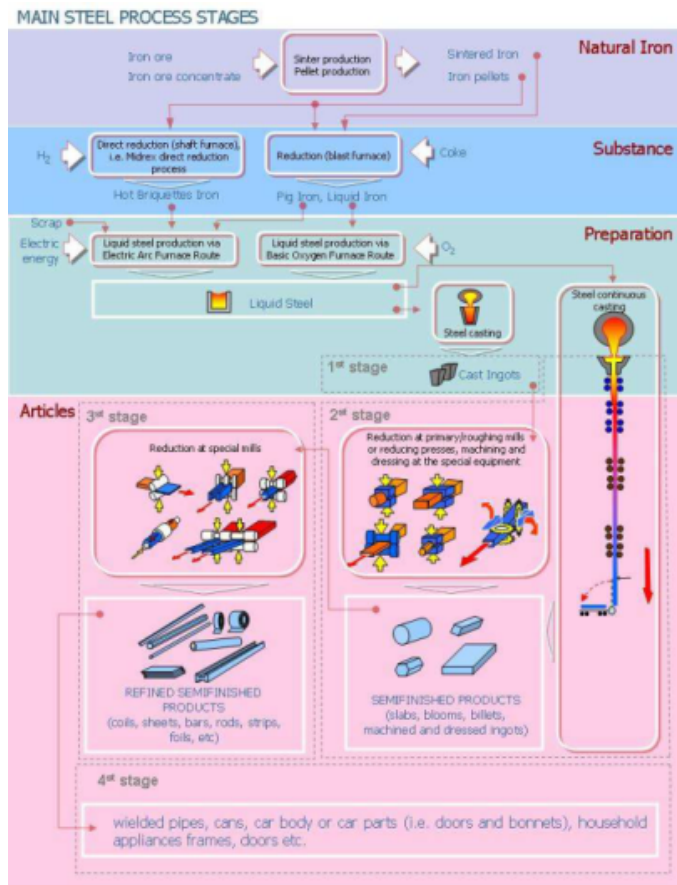 MAIN STEEL PROCESS STAGES
Natural Iron
Iron ore
Iron ore concentrate
Sinter production
Pellet production
Sintered Iron
Iron pellets
Substance
H2
Direct reduction (shaft furnace),
i.e. Midrex direct reduction
process
Reduction (blast furnace)
Coke
Hot Briquettes Iron
Pig Iron, Liquid Iron
Preparation
Scrap
Electric
energy
Liquid steel production via
Electric Arc Furnace Route
Liquid steel production via
Basic Oxygen Furnace Route
O2
Liquid Steel
Steel casting
Steel continuous
casting
1st stage
Cast Ingots
Articles
3st stage
Reduction at special mills
2st stage
Reduction at primary/roughing mills
or reducing presses, machining and
dressing at the special equipment
REFINED SEMIFINISHED
PRODUCTS
(coils, sheets, bars, rods, strips,
foils, etc)
SEMIFINISHED PRODUCTS
(slabs, blooms, billets,
machined and dressed ingots)
4st stage
wielded pipes, cans, car body or car parts (i.e. doors and bonnets), household
appliances frames, doors etc.